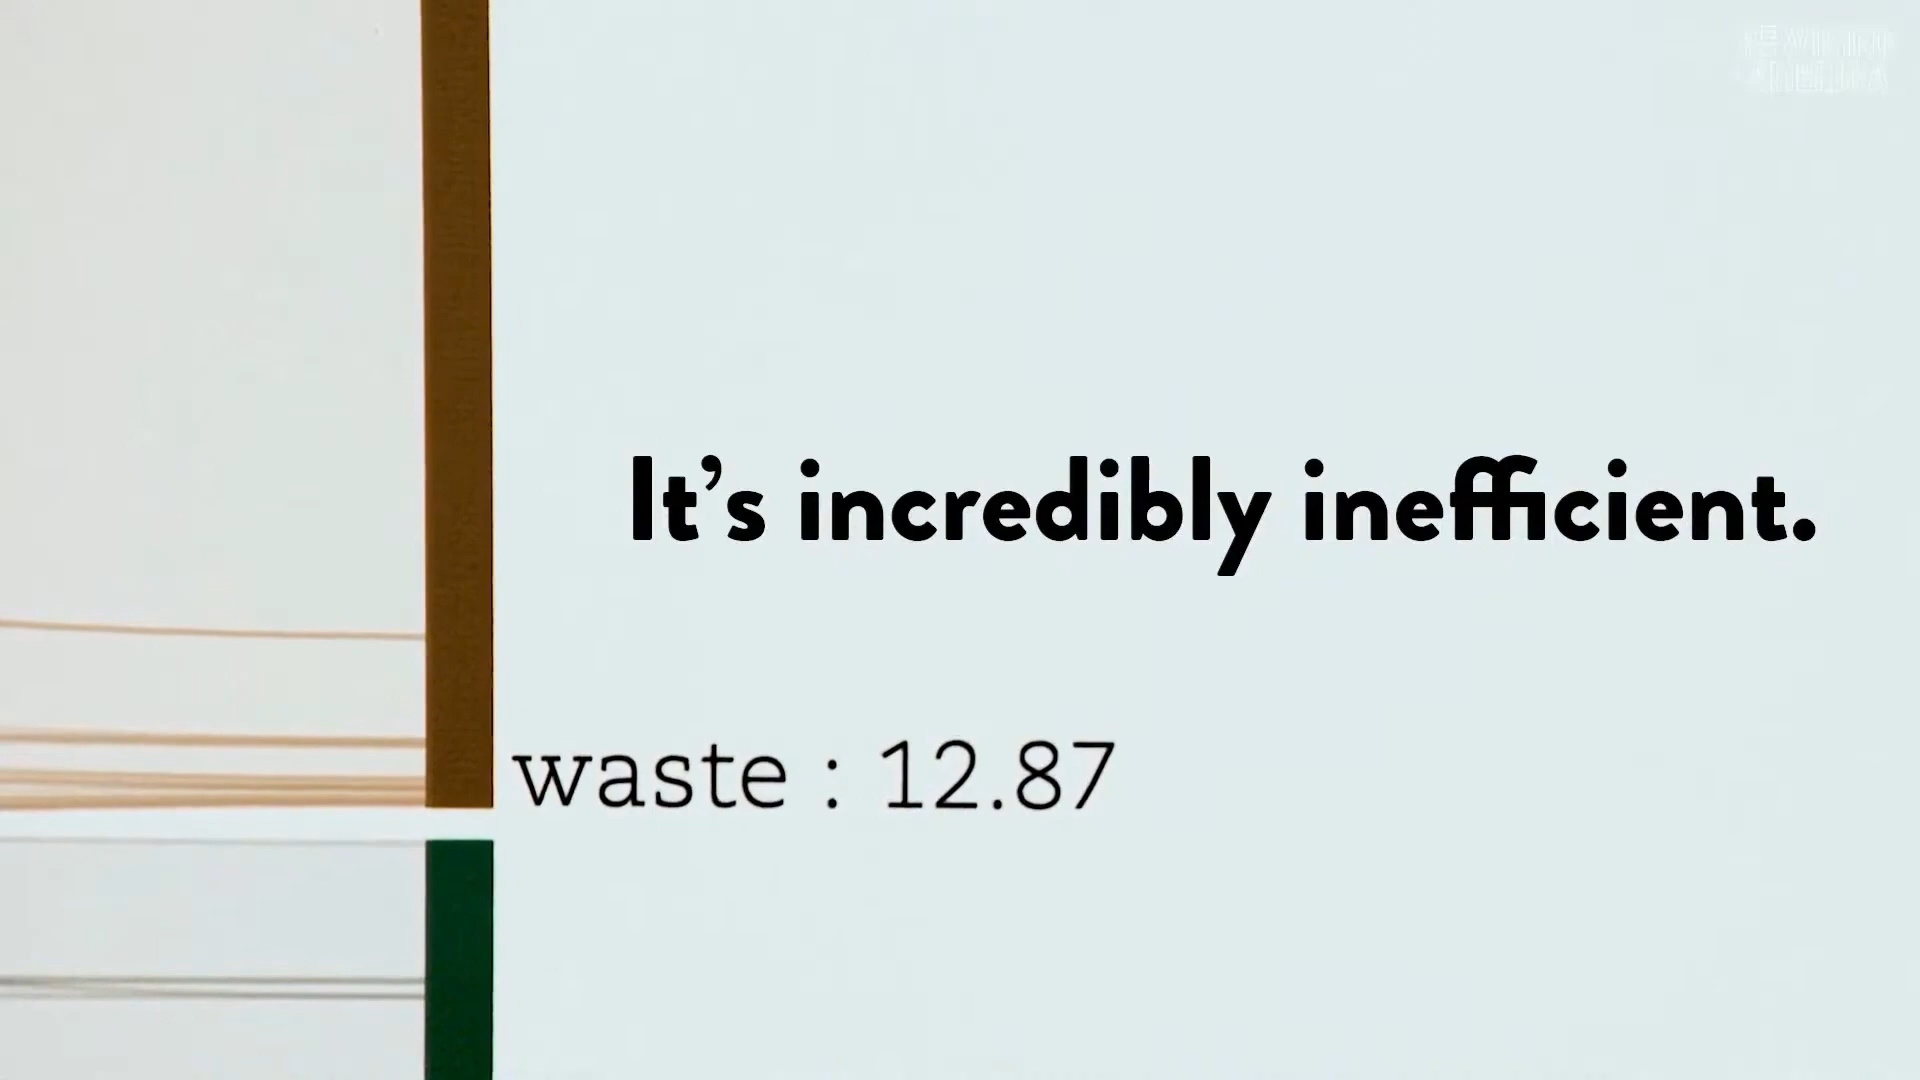 It’s incredibly inefficient.
waste : 12.87